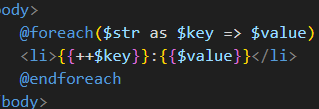 body>
@foreach($str as $key => $value)
<li>{{++$key}}:{{$value}}</li>
@endforeach
/body>